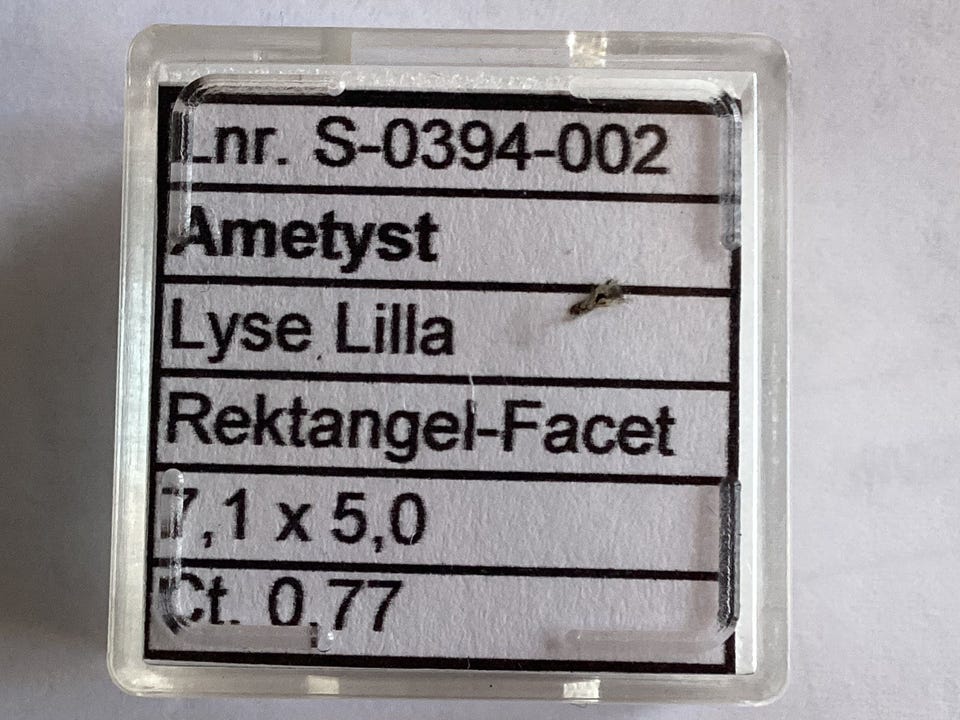 Lnr. S-0394-002
Ametyst
Lyse Lilla
Rektangel-Facet
7,1 x 5,0
Ct. 0,77